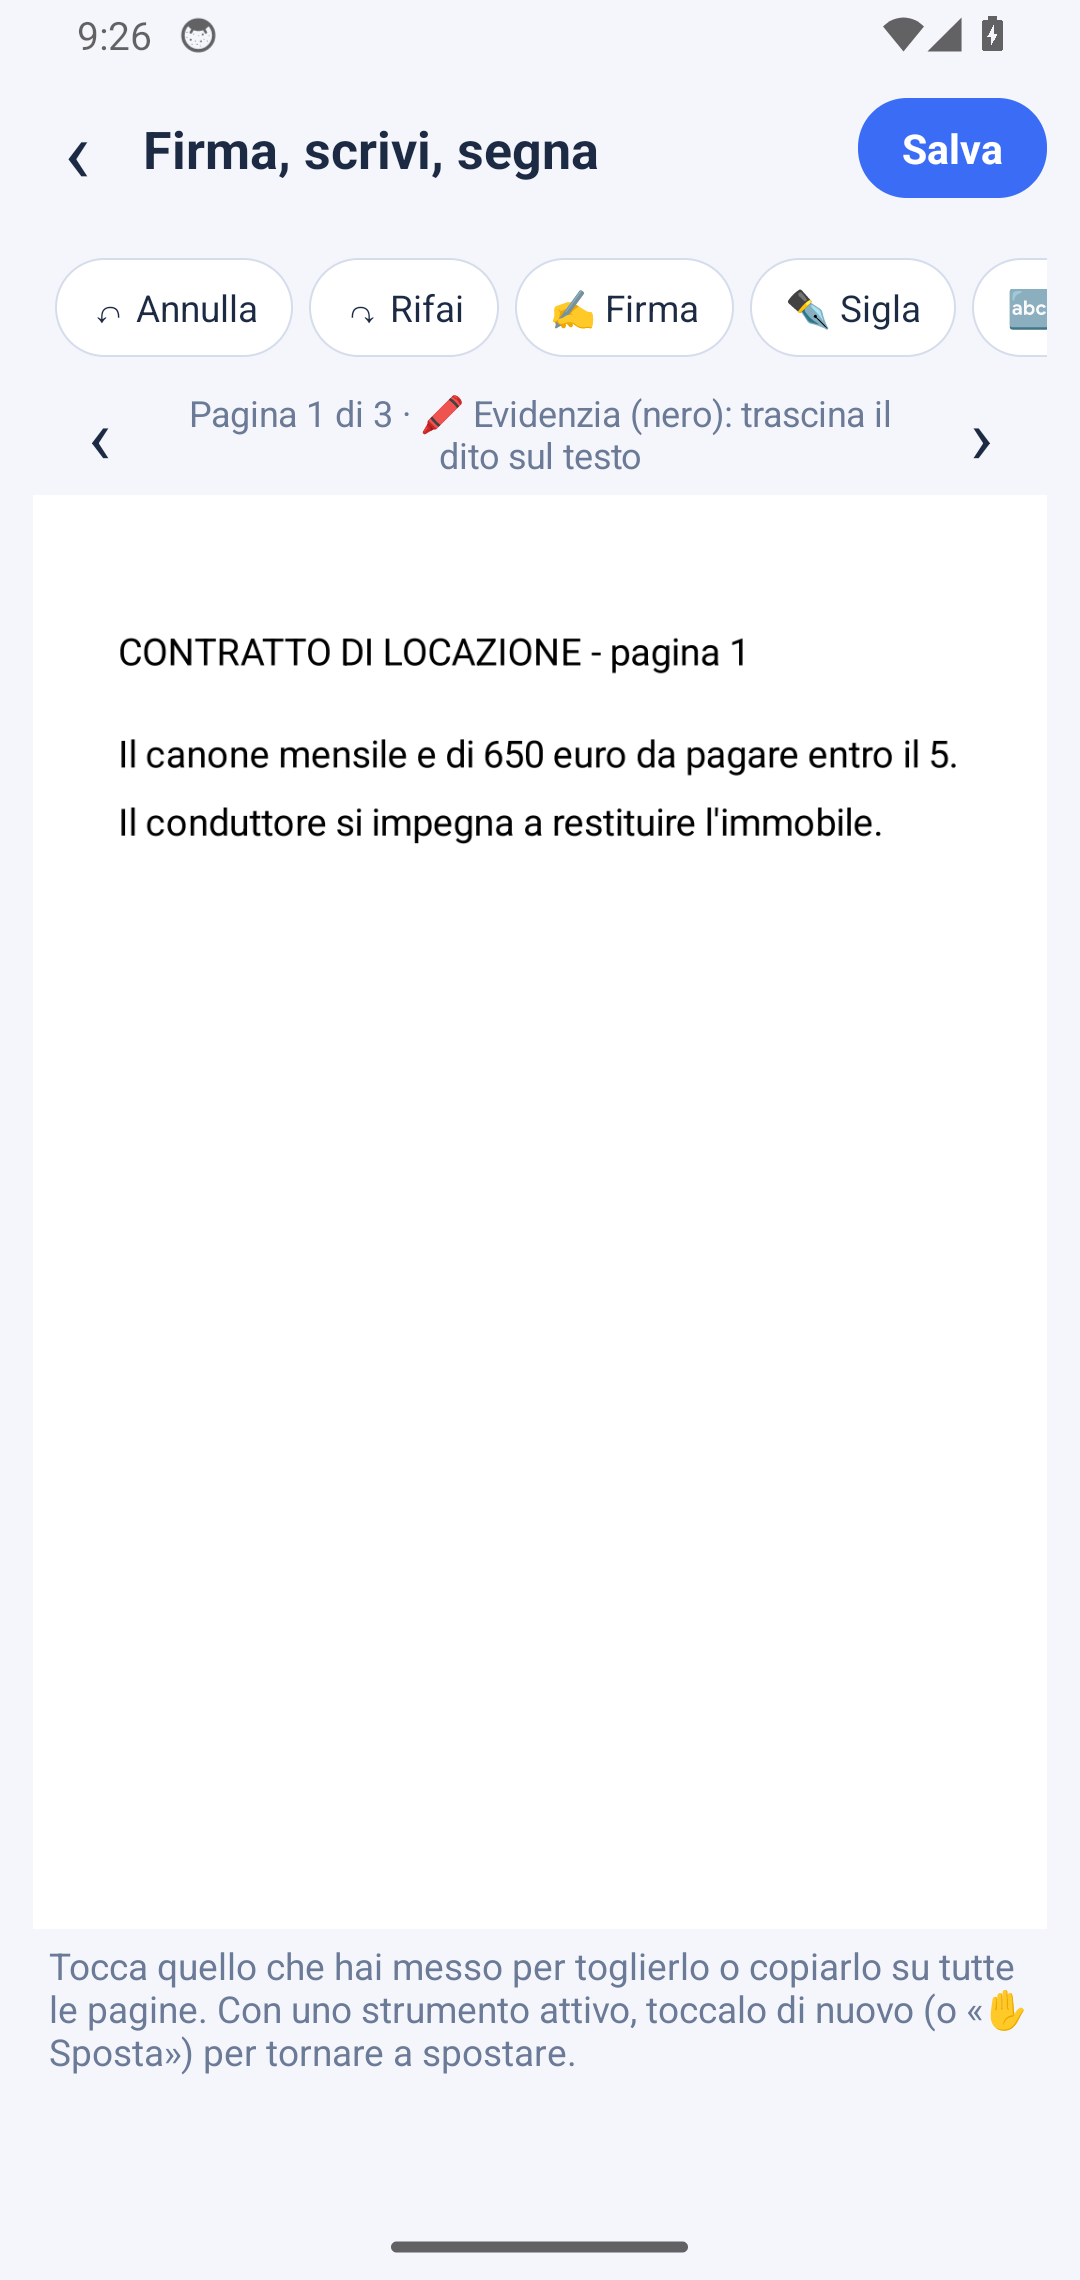 9:26
Firma, scrivi, segna
Salva
Annulla
Rifai
Firma
Sigla
abc
Pagina 1 di 3 · 🖍️ Evidenzia (nero): trascina il
dito sul testo
CONTRATTO DI LOCAZIONE - pagina 1
Il canone mensile e di 650 euro da pagare entro il 5.
Il conduttore si impegna a restituire l'immobile.
Tocca quello che hai messo per toglierlo o copiarlo su tutte
le pagine. Con uno strumento attivo, toccalo di nuovo (o «✋
Sposta») per tornare a spostare.